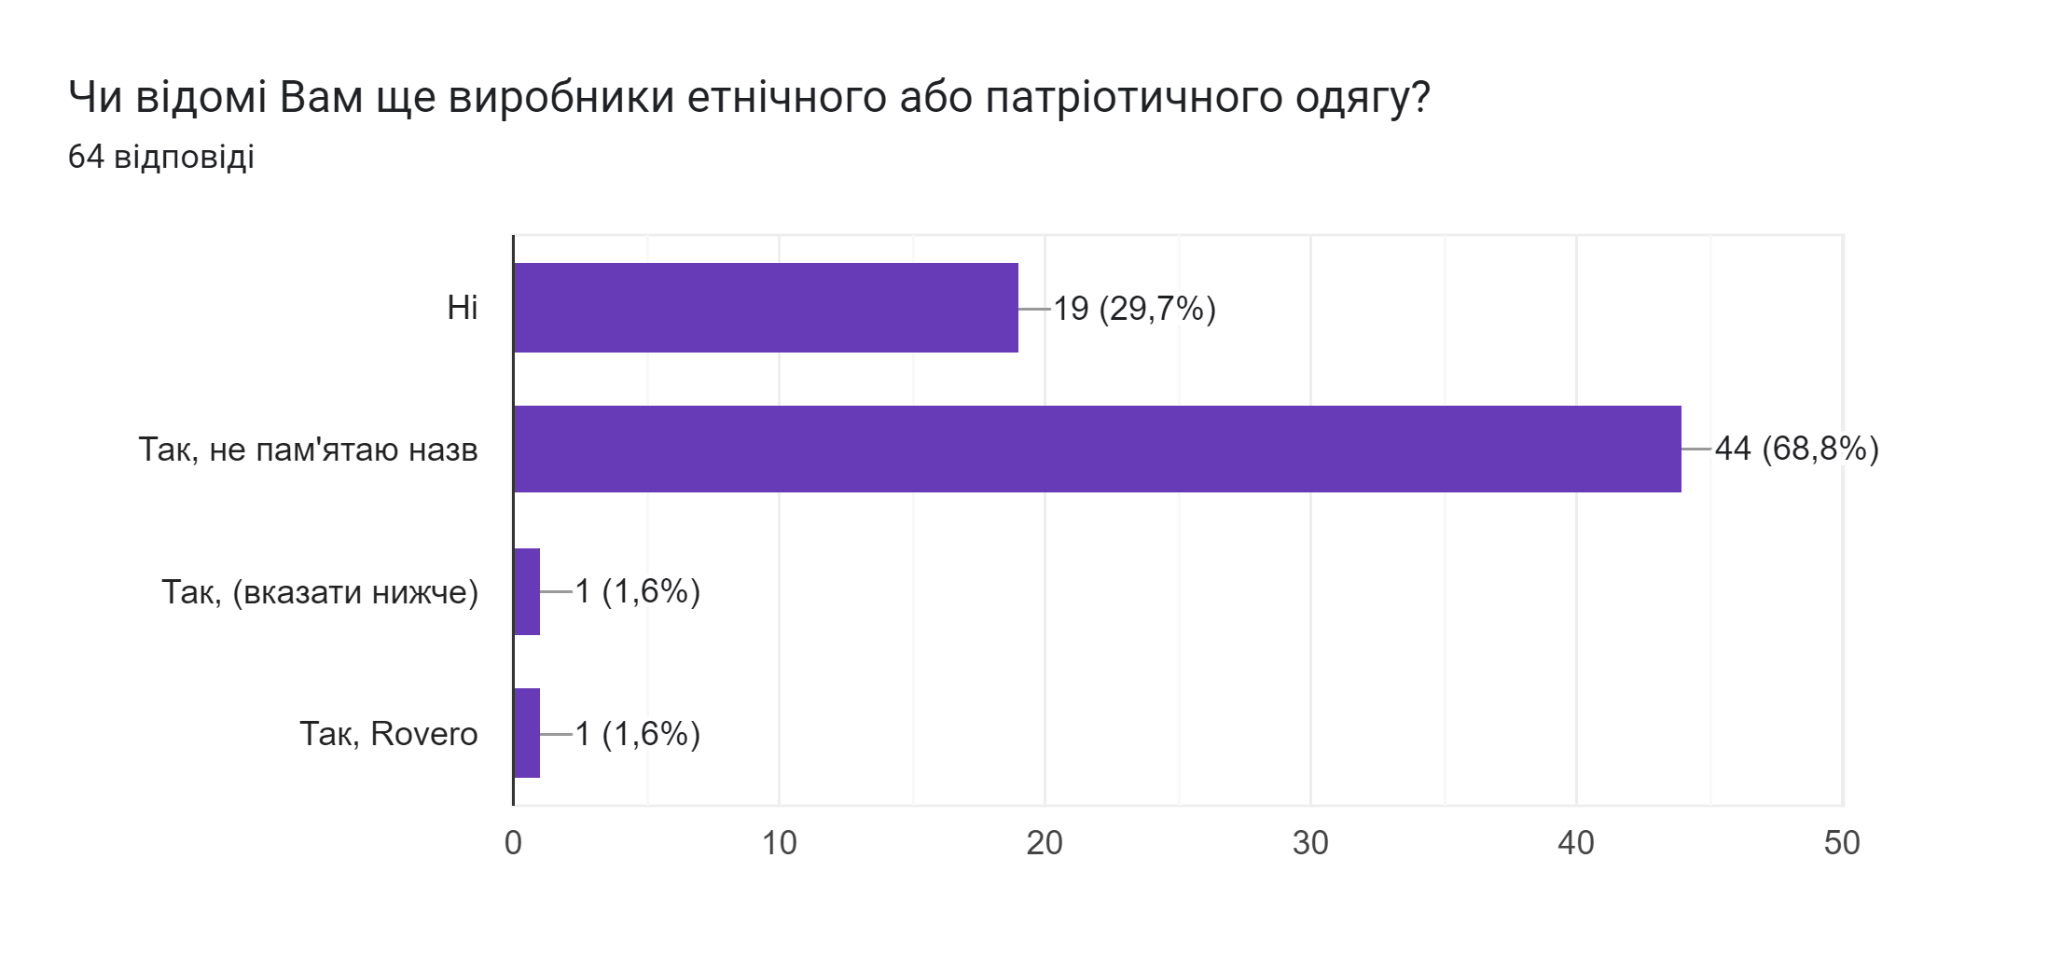 Чи відомі Вам ще виробники етнічного або патріотичного одягу?
64 відповіді
Ні
19 (29,7%)
Так, не пам'ятаю назв
44 (68,8%)
Так, (вказати нижче)
1 (1,6%)
Так, Rovero
1 (1,6%)
0 10 20 30 40 50